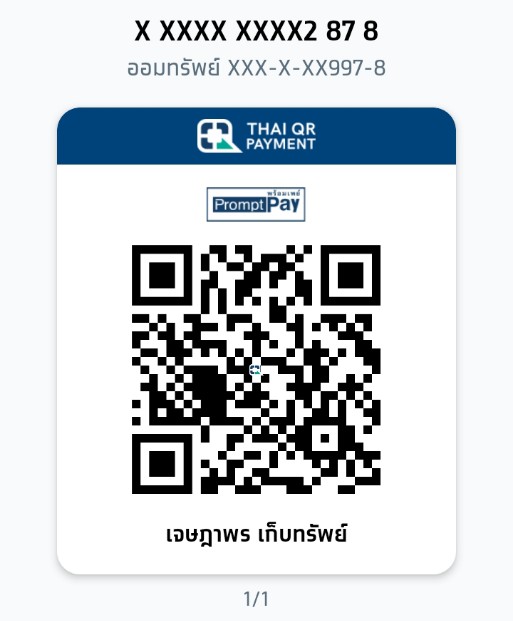 X XXXX XXXX2 87 8
ออมทรัพย์ XXX-X-XX997-8
THAI QR
PAYMENT
พร้อมเพย์
PromptPay
เจษฎาพร เก็บทรัพย์
1/1